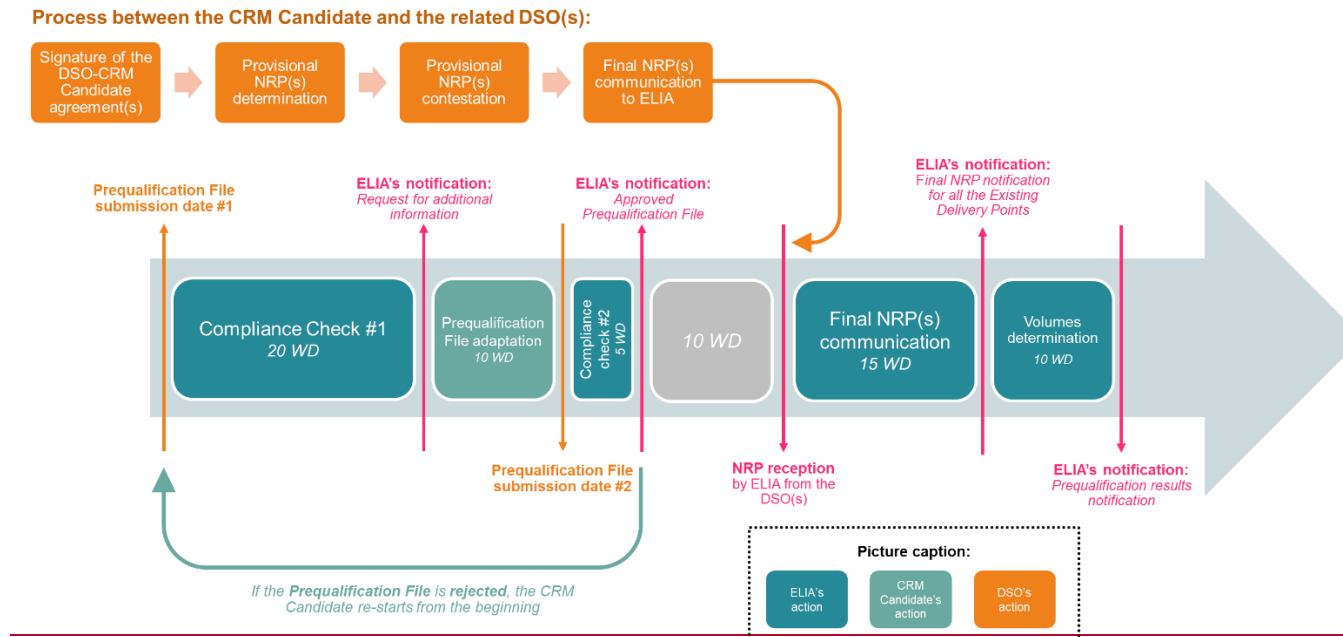 Process between the CRM Candidate and the related DSO(s):
Signature of the
DSO-CRM
Candidate
agreement(s)
Provisional
NRP(s)
determination
Provisional
NRP(s)
contestation
Final NRP(s)
communication
to ELIA
Prequalification File
submission date #1
ELIA's notification:
Request for additional
information
ELIA's notification:
Approved
Prequalification File
ELIA's notification:
Final NRP notification
for all the Existing
Delivery Points
Compliance Check #1
20 WD
Prequalification
File adaptation
10 WD
Compliance
check #2
5 WD
10 WD
Final NRP(s)
communication
15 WD
Volumes
determination
10 WD
Prequalification File
submission date #2
NRP reception
by ELIA from the
DSO(s)
ELIA's notification:
Prequalification results
notification
If the Prequalification File is rejected, the CRM
Candidate re-starts from the beginning
Picture caption:
ELIA's
action
CRM
Candidate's
action
DSO's
action